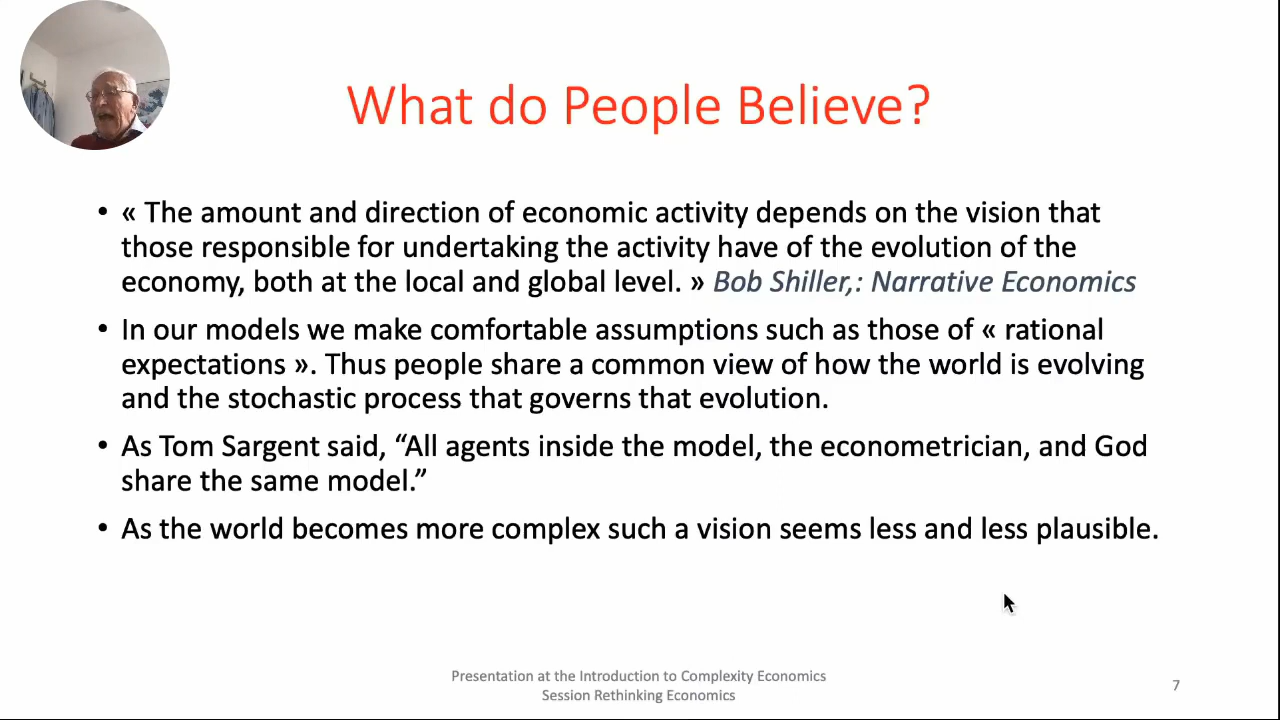 What do People Believe?
• « The amount and direction of economic activity depends on the vision that
those responsible for undertaking the activity have of the evolution of the
economy, both at the local and global level. » Bob Shiller,: Narrative Economics
• In our models we make comfortable assumptions such as those of « rational
expectations ». Thus people share a common view of how the world is evolving
and the stochastic process that governs that evolution.
• As Tom Sargent said, “All agents inside the model, the econometrician, and God
share the same model.”
• As the world becomes more complex such a vision seems less and less plausible.
Presentation at the Introduction to Complexity Economics
Session Rethinking Economics
7